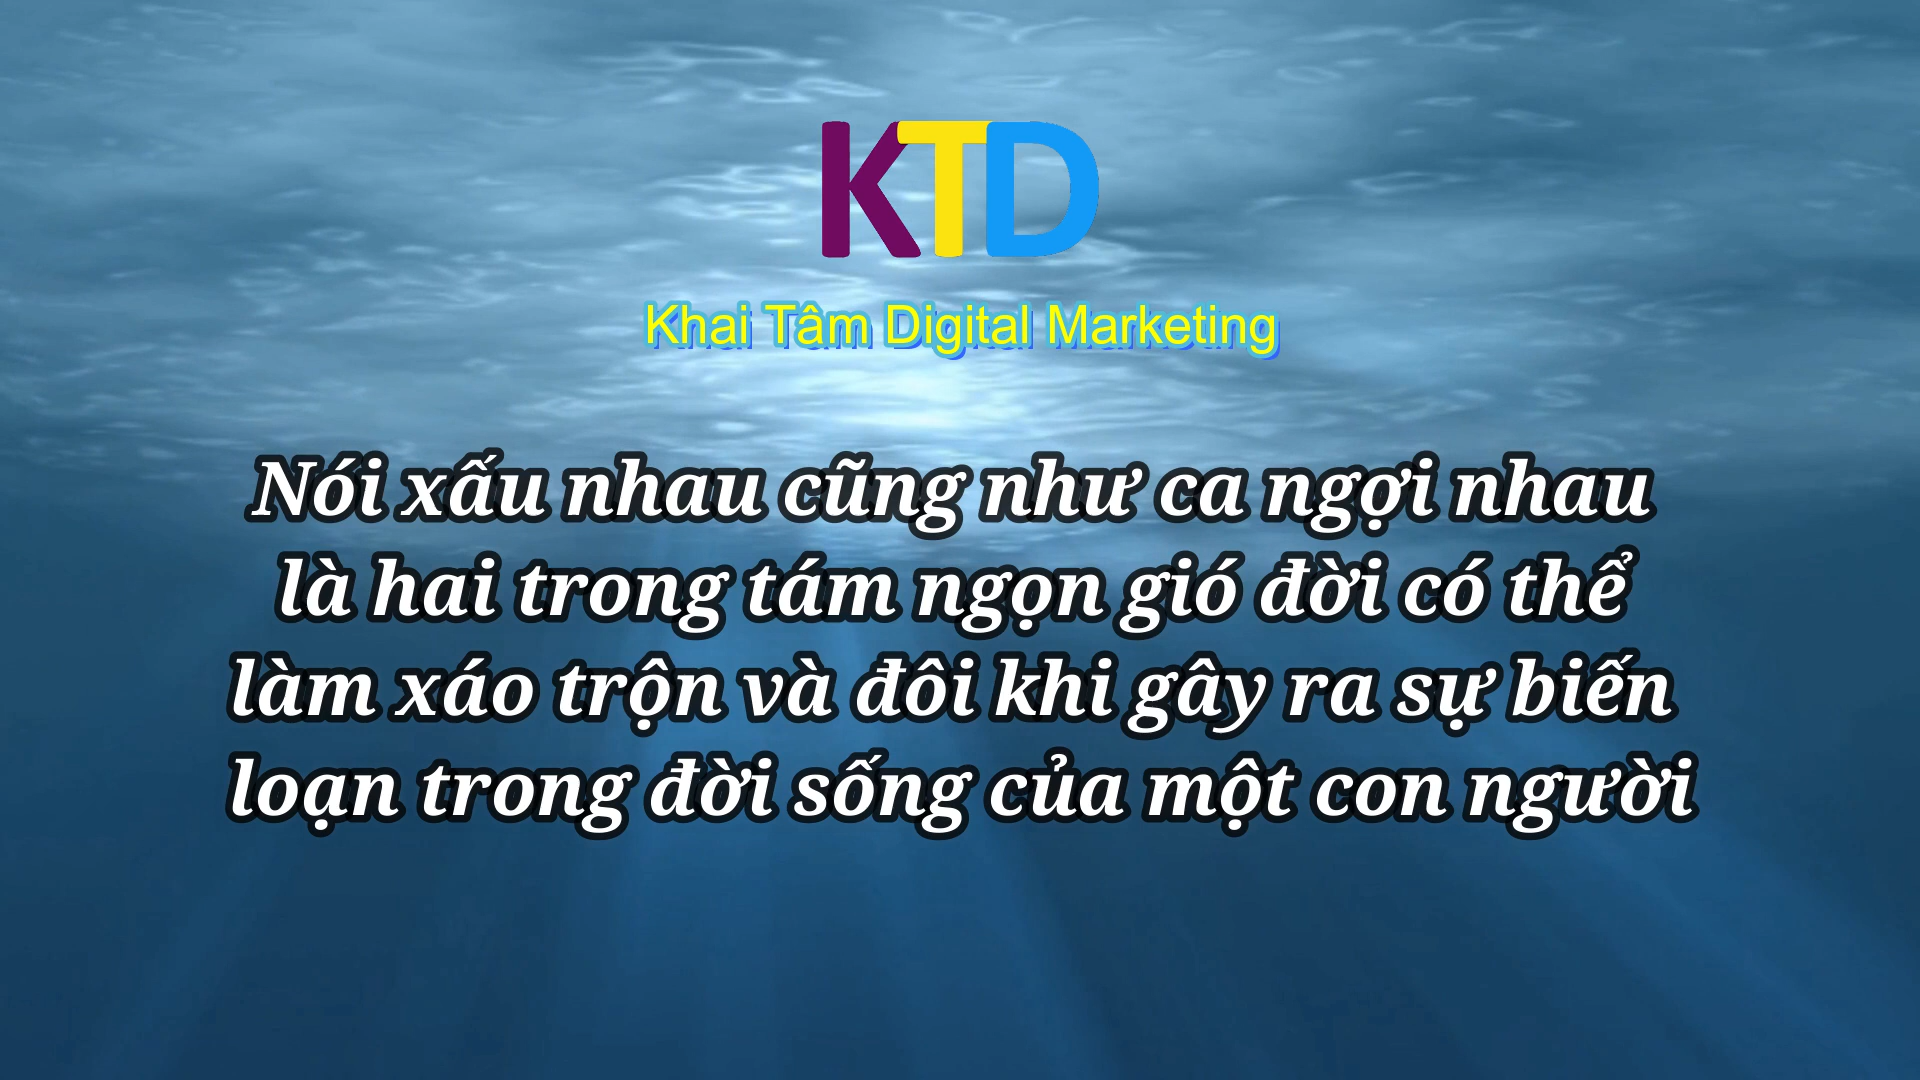 KTD
Khai Tâm Digital Marketing
Nói xấu nhau cũng như ca ngợi nhau
là hai trong tám ngọn gió đời có thể
làm xáo trộn và đôi khi gây ra sự biến
loạn trong đời sống của một con người